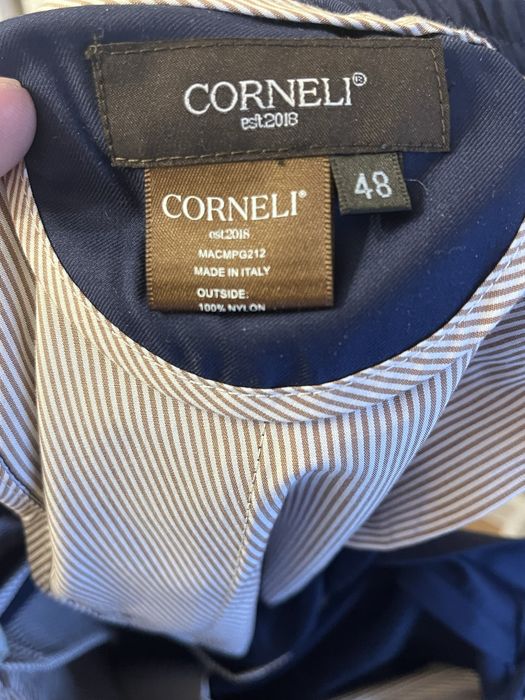 CORNELI®
est.2018
48
CORNELI®
est.2018
MACMPG212
MADE IN ITALY
OUTSIDE:
100% NYLON